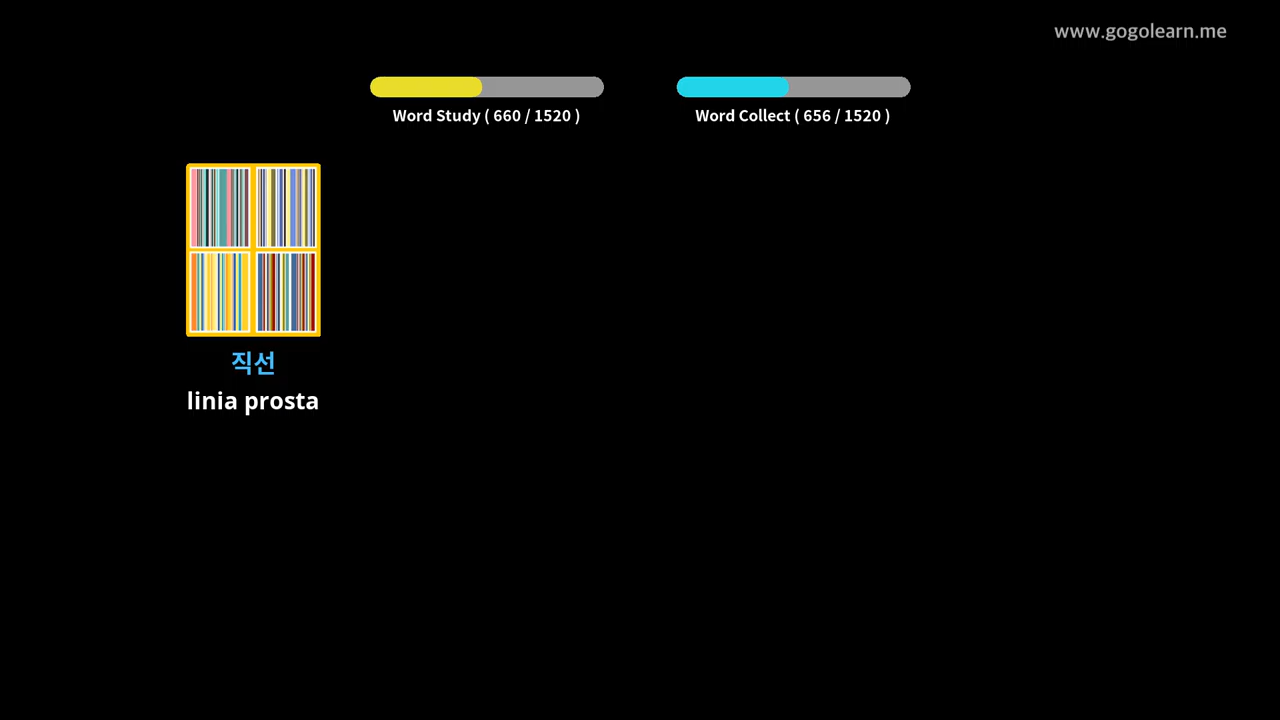 www.gogolearn.me
Word Study ( 660 / 1520 )
Word Collect ( 656 / 1520 )
직선
linia prosta